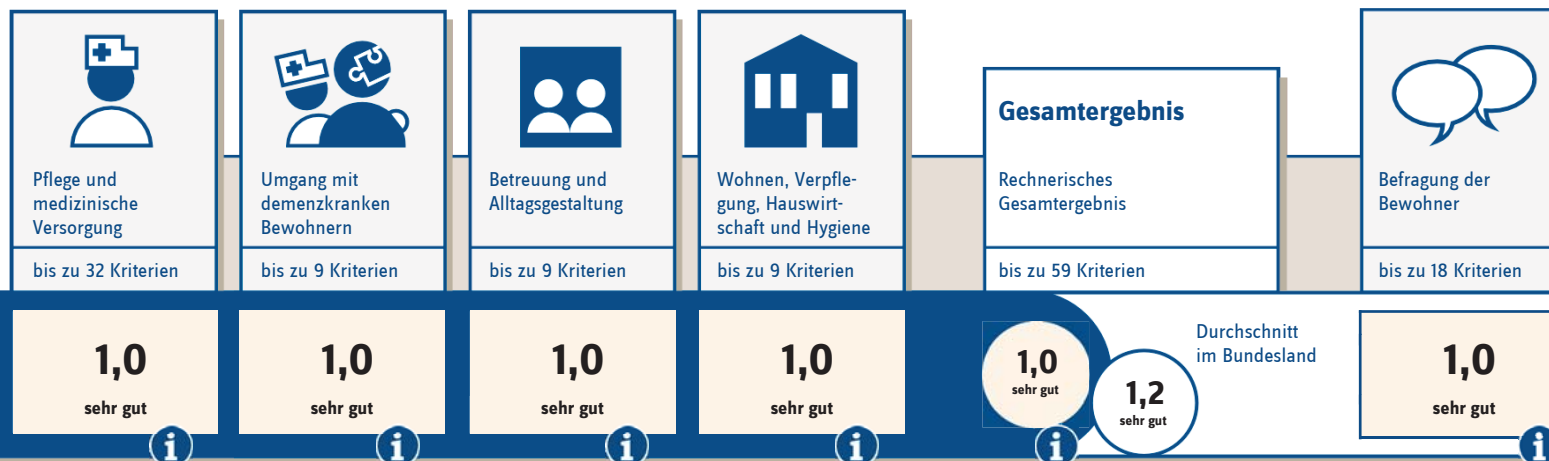 Pflege und
medizinische
Versorgung
bis zu 32 Kriterien
1,0
sehr gut
i
Umgang mit
demenzkranken
Bewohnern
bis zu 9 Kriterien
1,0
sehr gut
i
Betreuung und
Alltagsgestaltung
bis zu 9 Kriterien
1,0
sehr gut
i
Wohnen, Verpfle-
gung, Hauswirt-
schaft und Hygiene
bis zu 9 Kriterien
1,0
sehr gut
i
Gesamtergebnis
Rechnerisches
Gesamtergebnis
bis zu 59 Kriterien
1,0
sehr gut
i
Durchschnitt
im Bundesland
1,2
sehr gut
Befragung der
Bewohner
bis zu 18 Kriterien
1,0
sehr gut
i